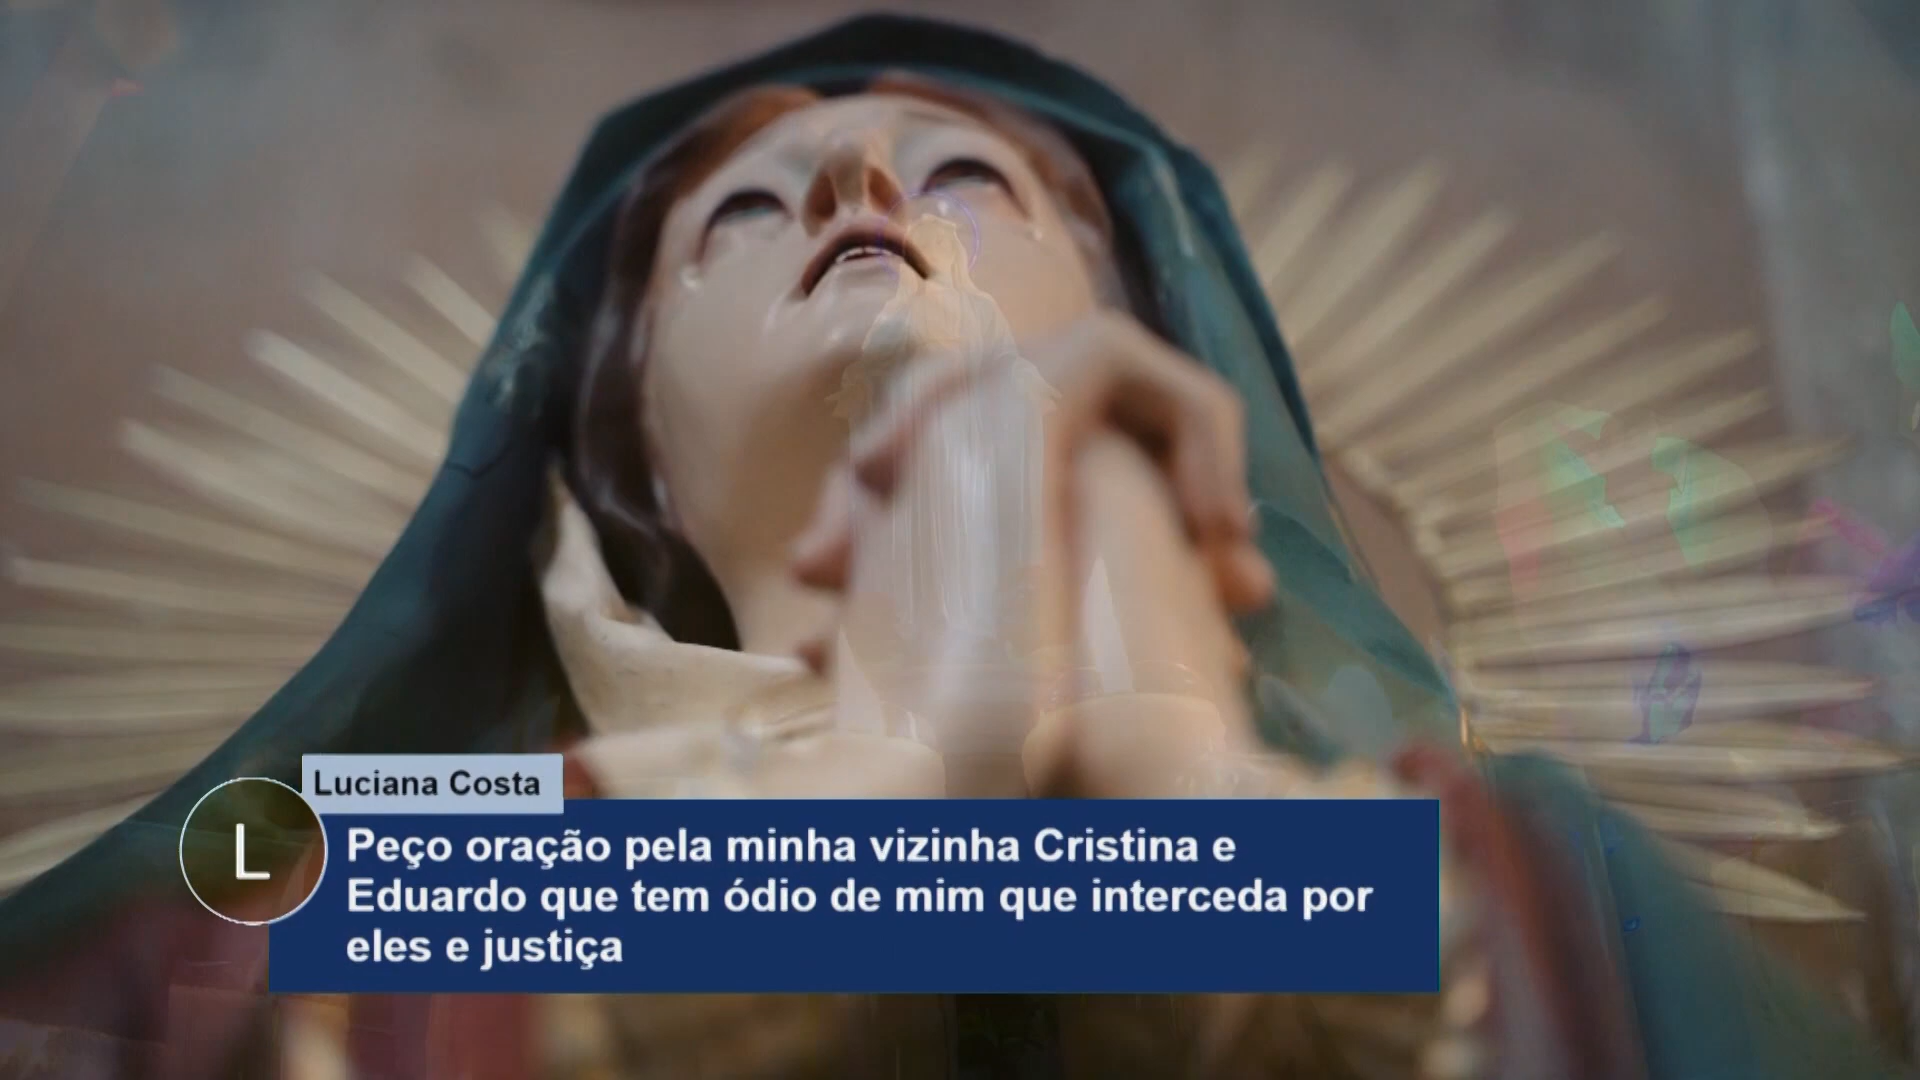 Luciana Costa
L
Peço oração pela minha vizinha Cristina e
Eduardo que tem ódio de mim que interceda por
eles e justiça